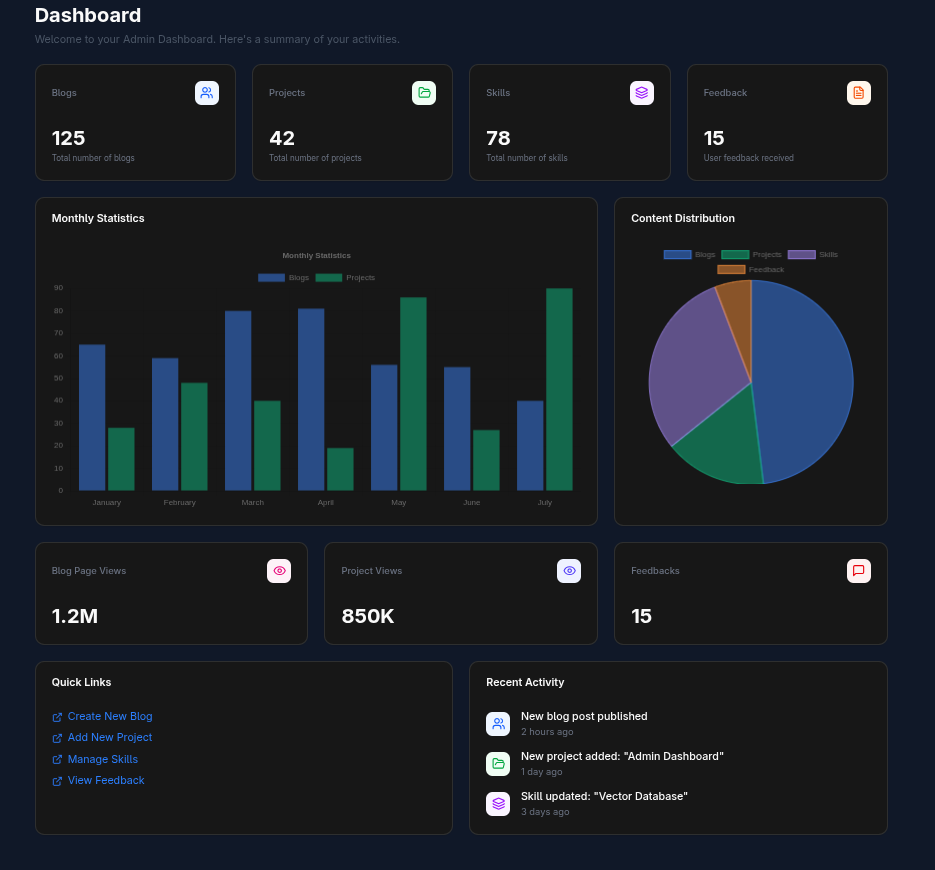 Dashboard
Welcome to your Admin Dashboard. Here's a summary of your activities.
Blogs
125
Total number of blogs
Projects
42
Total number of projects
Skills
78
Total number of skills
Feedback
15
User feedback received
Monthly Statistics
Monthly Statistics
Blogs Projects
90
80
70
60
50
40
30
20
10
0
January February March April May June July
Content Distribution
Blogs Projects Skills
Feedback
Blog Page Views
1.2M
Project Views
850K
Feedbacks
15
Quick Links
Create New Blog
Add New Project
Manage Skills
View Feedback
Recent Activity
New blog post published
2 hours ago
New project added: "Admin Dashboard"
1 day ago
Skill updated: "Vector Database"
3 days ago